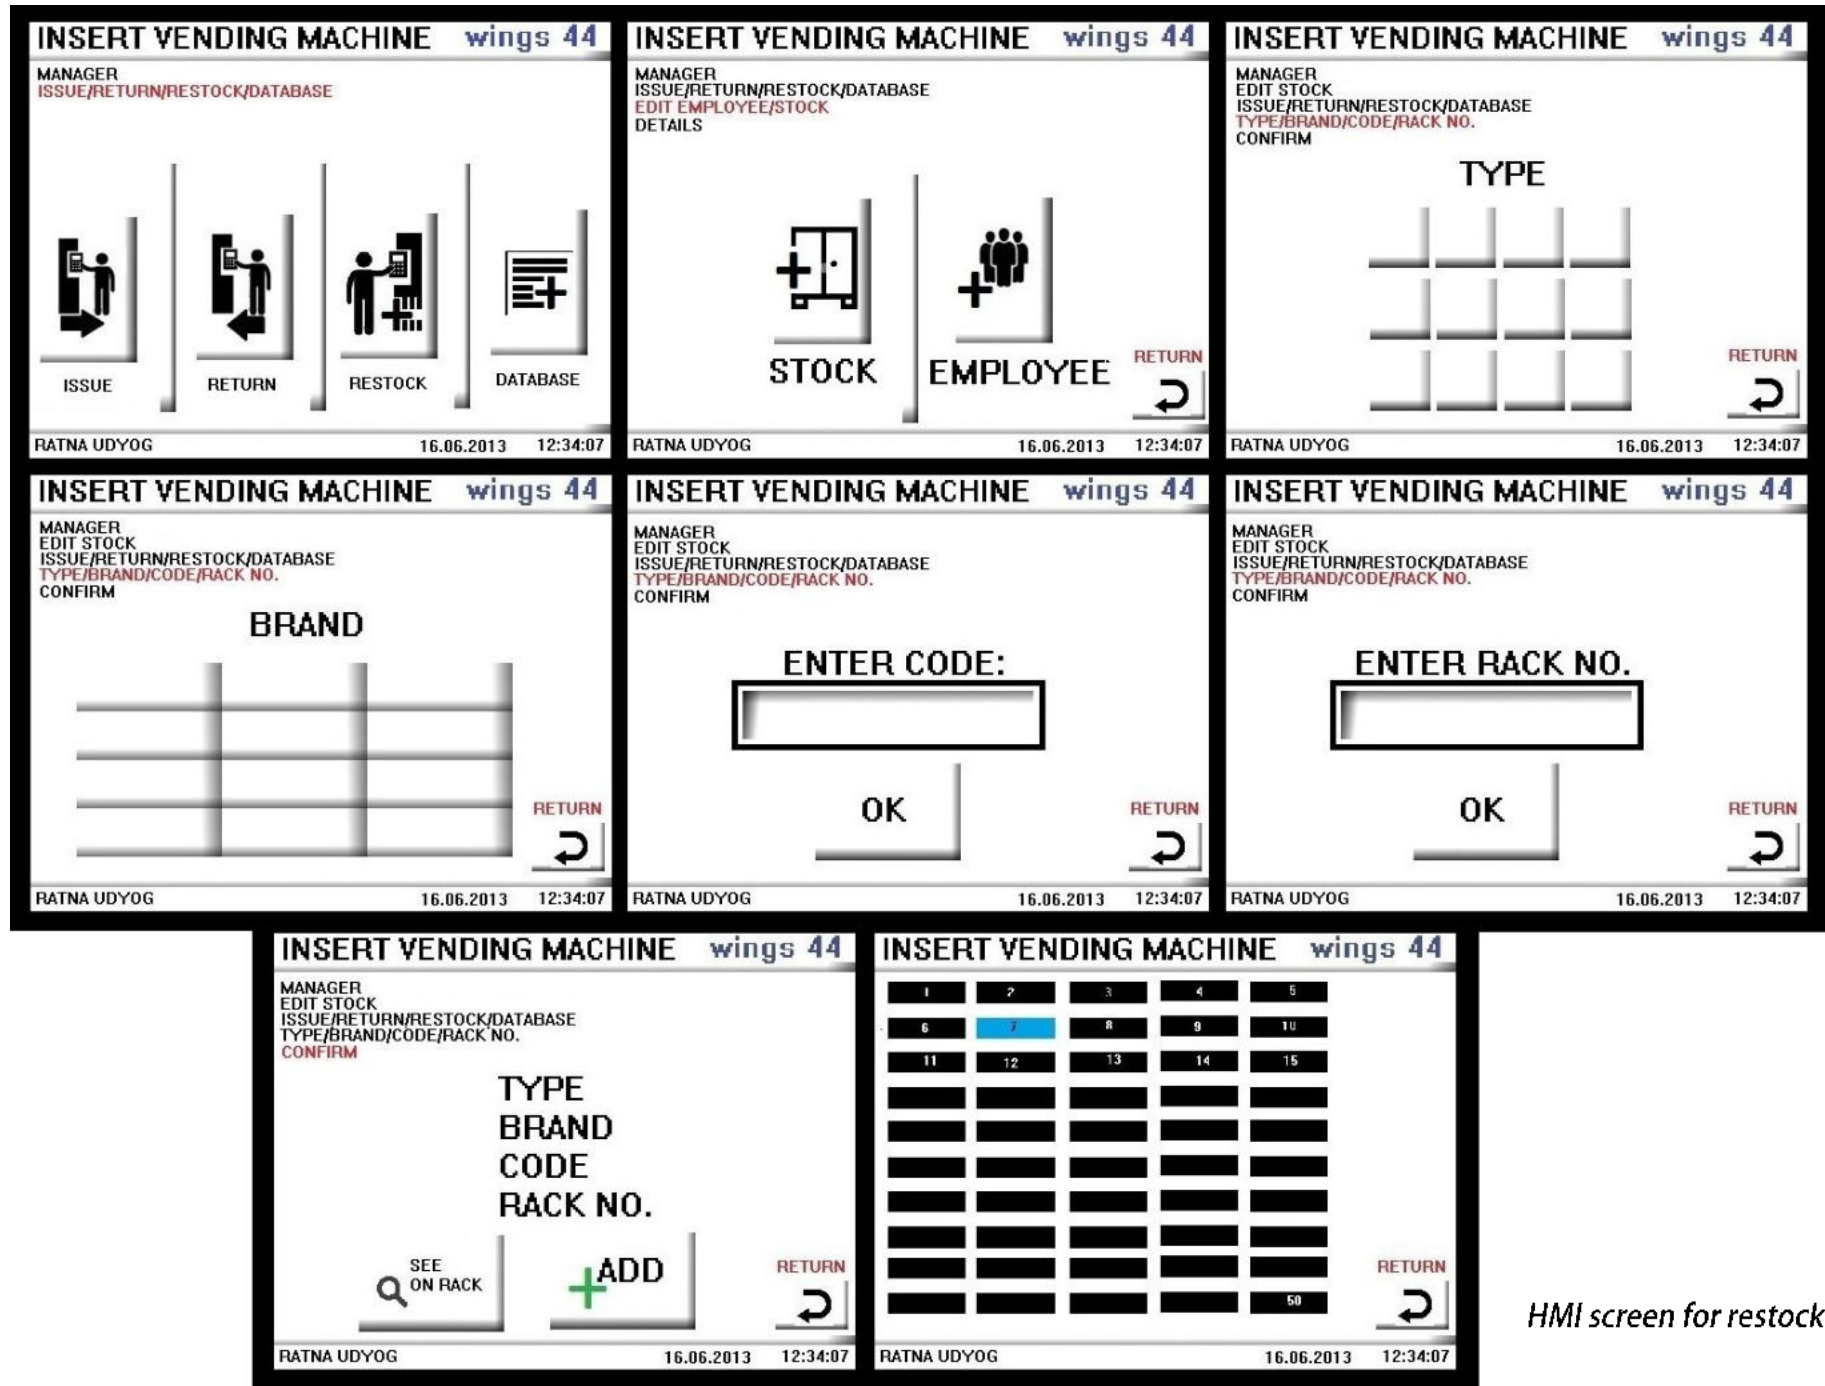 INSERT VENDING MACHINE wings 44
MANAGER
ISSUE/RETURN/RESTOCK/DATABASE
ISSUE
RETURN
RESTOCK
DATABASE
RATNA UDYOG 16.06.2013 12:34:07
INSERT VENDING MACHINE wings 44
MANAGER
ISSUE/RETURN/RESTOCK/DATABASE
EDIT EMPLOYEE/STOCK
DETAILS
STOCK
EMPLOYEE
RETURN
RATNA UDYOG 16.06.2013 12:34:07
INSERT VENDING MACHINE wings 44
MANAGER
EDIT STOCK
ISSUE/RETURN/RESTOCK/DATABASE
TYPE/BRAND/CODE/RACK NO.
CONFIRM
TYPE
RETURN
RATNA UDYOG 16.06.2013 12:34:07
INSERT VENDING MACHINE wings 44
MANAGER
EDIT STOCK
ISSUE/RETURN/RESTOCK/DATABASE
TYPE/BRAND/CODE/RACK NO.
CONFIRM
BRAND
RETURN
RATNA UDYOG 16.06.2013 12:34:07
INSERT VENDING MACHINE wings 44
MANAGER
EDIT STOCK
ISSUE/RETURN/RESTOCK/DATABASE
TYPE/BRAND/CODE/RACK NO.
CONFIRM
ENTER CODE:
OK
RETURN
RATNA UDYOG 16.06.2013 12:34:07
INSERT VENDING MACHINE wings 44
MANAGER
EDIT STOCK
ISSUE/RETURN/RESTOCK/DATABASE
TYPE/BRAND/CODE/RACK NO.
CONFIRM
ENTER RACK NO.
OK
RETURN
RATNA UDYOG 16.06.2013 12:34:07
INSERT VENDING MACHINE wings 44
MANAGER
EDIT STOCK
ISSUE/RETURN/RESTOCK/DATABASE
TYPE/BRAND/CODE/RACK NO.
CONFIRM
TYPE
BRAND
CODE
RACK NO.
SEE
ON RACK
ADD
RETURN
RATNA UDYOG 16.06.2013 12:34:07
INSERT VENDING MACHINE wings 44
1 2 3 4 5
6 7 8 9 10
11 12 13 14 15
50
RETURN
RATNA UDYOG 16.06.2013 12:34:07
HMI screen for restock